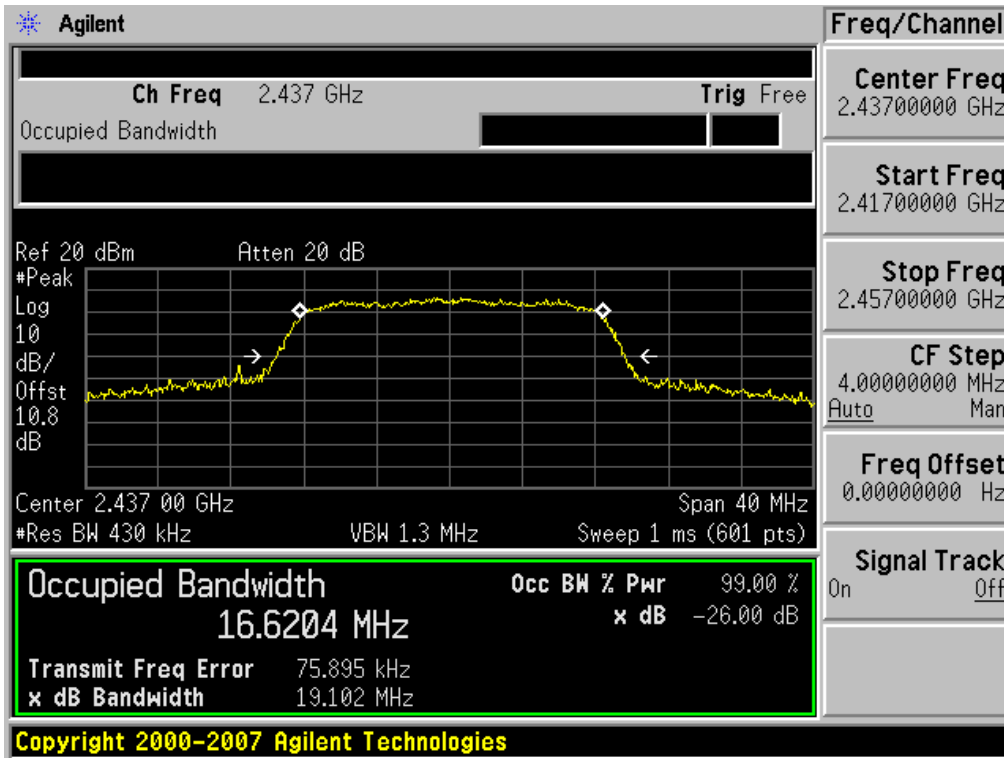 Agilent
Freq/Channel
Ch Freq 2.437 GHz Trig Free
Occupied Bandwidth
Center Freq
2.43700000 GHz
Start Freq
2.41700000 GHz
Stop Freq
2.45700000 GHz
CF Step
4.00000000 MHz
Auto Man
Freq Offset
0.00000000 Hz
Signal Track
On Off
Ref 20 dBm Atten 20 dB
#Peak
Log
10
dB/
Offst
10.8
dB
Center 2.437 00 GHz Span 40 MHz
#Res BW 430 kHz VBW 1.3 MHz Sweep 1 ms (601 pts)
Occupied Bandwidth Occ BW % Pwr 99.00 %
16.6204 MHz x dB -26.00 dB
Transmit Freq Error 75.895 kHz
x dB Bandwidth 19.102 MHz
Copyright 2000-2007 Agilent Technologies